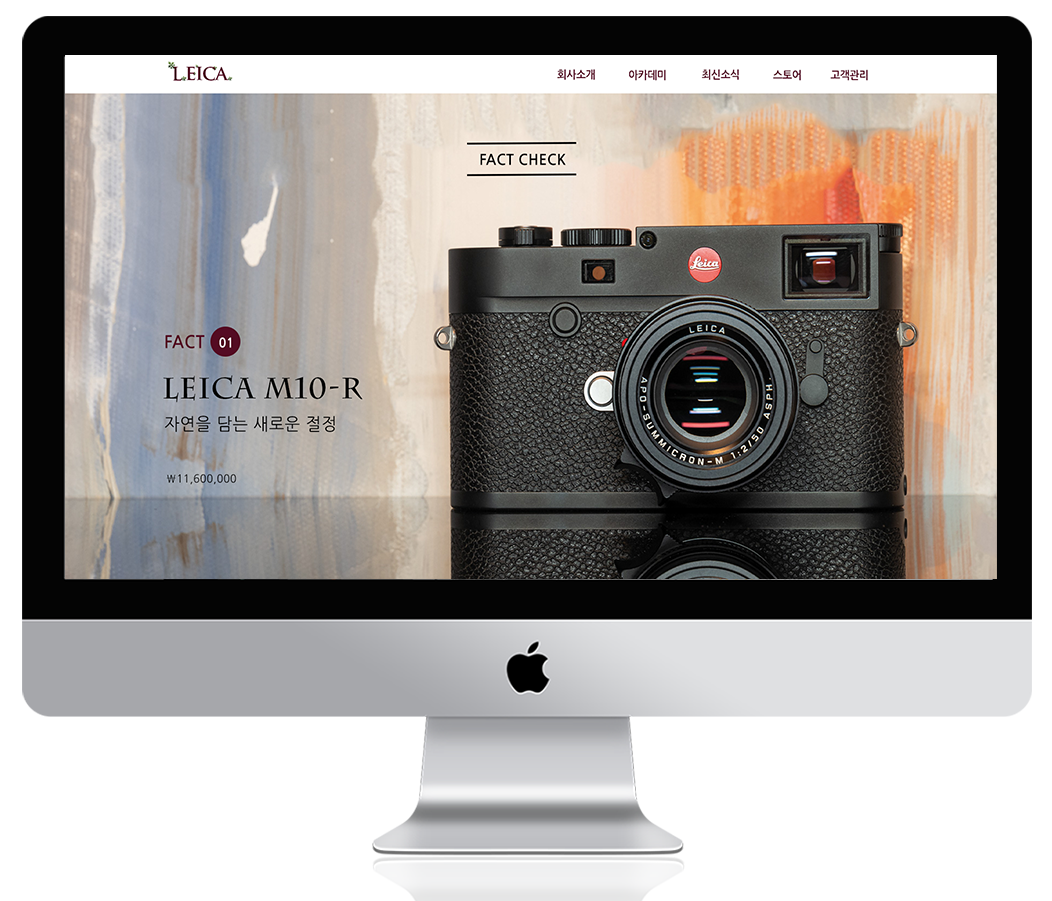 LEICA
회사소개 아카데미 최신소식 스토어 고객관리
FACT CHECK
Leica
LEICA
APO-SUMMICRON-M 1:2/50 ASPH
FACT 01
LEICA M10-R
자연을 담는 새로운 절정
₩11,600,000